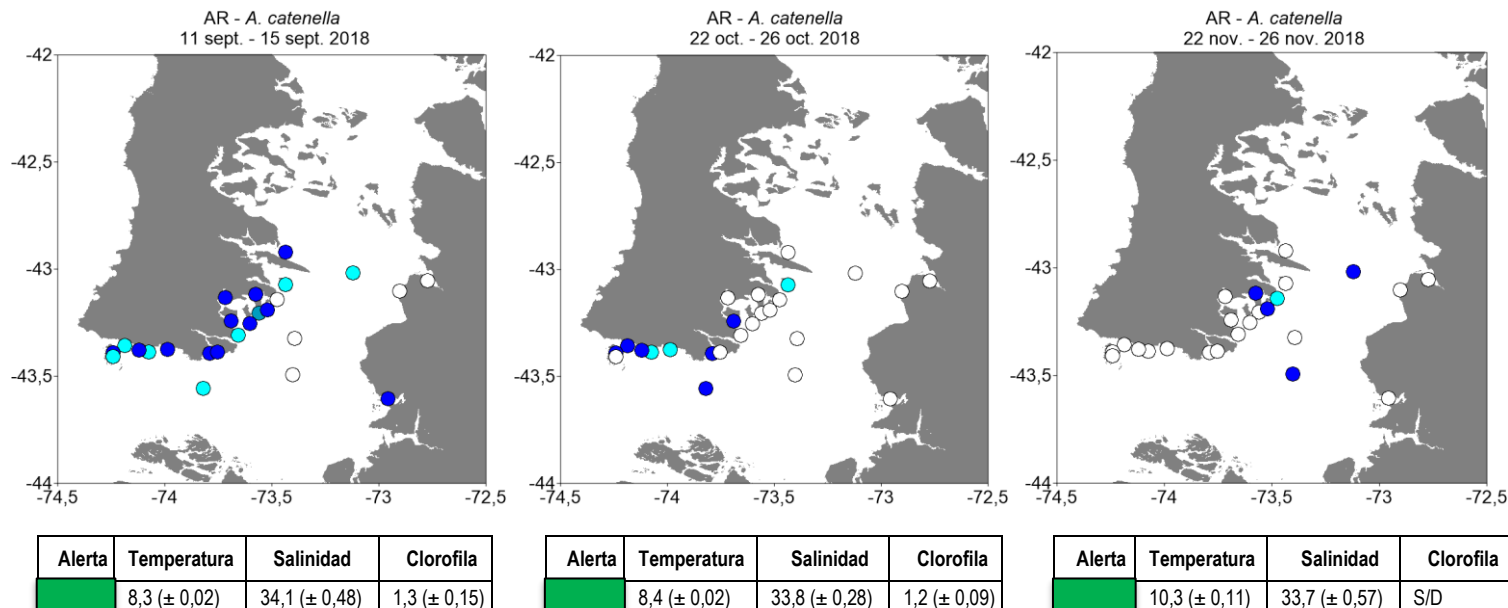 AR - A. catenella
11 sept. - 15 sept. 2018
-42
-42,5
-43
-43,5
-44
-74,5 -74 -73,5 -73 -72,5
Alerta Temperatura Salinidad Clorofila
8,3 (± 0,02) 34,1 (± 0,48) 1,3 (± 0,15)
AR - A. catenella
22 oct. - 26 oct. 2018
-42
-42,5
-43
-43,5
-44
-74,5 -74 -73,5 -73 -72,5
Alerta Temperatura Salinidad Clorofila
8,4 (± 0,02) 33,8 (± 0,28) 1,2 (± 0,09)
AR - A. catenella
22 nov. - 26 nov. 2018
-42
-42,5
-43
-43,5
-44
-74,5 -74 -73,5 -73 -72,5
Alerta Temperatura Salinidad Clorofila
10,3 (± 0,11) 33,7 (± 0,57) S/D